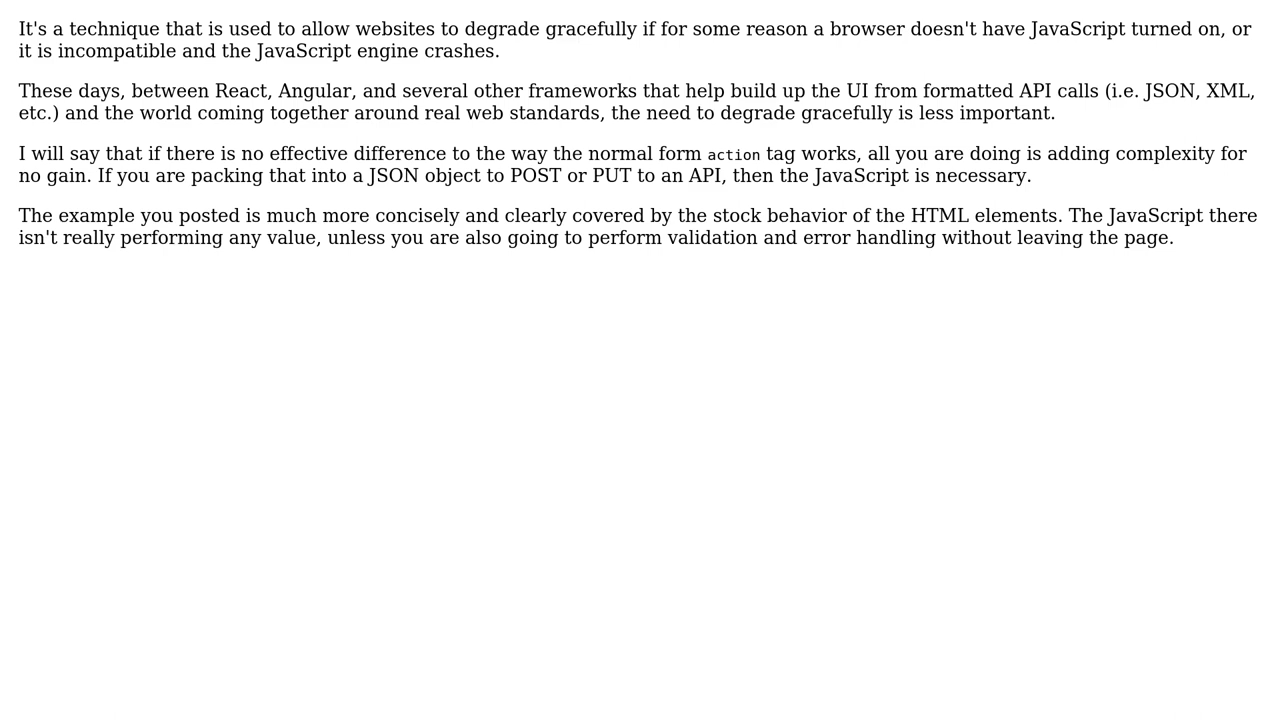 It's a technique that is used to allow websites to degrade gracefully if for some reason a browser doesn't have JavaScript turned on, or
it is incompatible and the JavaScript engine crashes.
These days, between React, Angular, and several other frameworks that help build up the UI from formatted API calls (i.e. JSON, XML,
etc.) and the world coming together around real web standards, the need to degrade gracefully is less important.
I will say that if there is no effective difference to the way the normal form action tag works, all you are doing is adding complexity for
no gain. If you are packing that into a JSON object to POST or PUT to an API, then the JavaScript is necessary.
The example you posted is much more concisely and clearly covered by the stock behavior of the HTML elements. The JavaScript there
isn't really performing any value, unless you are also going to perform validation and error handling without leaving the page.